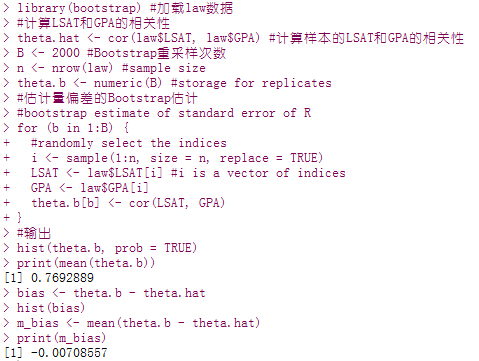 > library(bootstrap) #加载law数据
> #计算LSAT和GPA的相关性
> theta.hat <- cor(law$LSAT, law$GPA) #计算样本的LSAT和GPA的相关性
> B <- 2000 #Bootstrap重采样次数
> n <- nrow(law) #sample size
> theta.b <- numeric(B) #storage for replicates
> #估计量偏差的Bootstrap估计
> #bootstrap estimate of standard error of R
> for (b in 1:B) {
+   #randomly select the indices
+   i <- sample(1:n, size = n, replace = TRUE)
+   LSAT <- law$LSAT[i] #i is a vector of indices
+   GPA <- law$GPA[i]
+   theta.b[b] <- cor(LSAT, GPA)
+ }
> #输出
> hist(theta.b, prob = TRUE)
> print(mean(theta.b))
[1] 0.7692889
> bias <- theta.b - theta.hat
> hist(bias)
> m_bias <- mean(theta.b - theta.hat)
> print(m_bias)
[1] -0.00708557